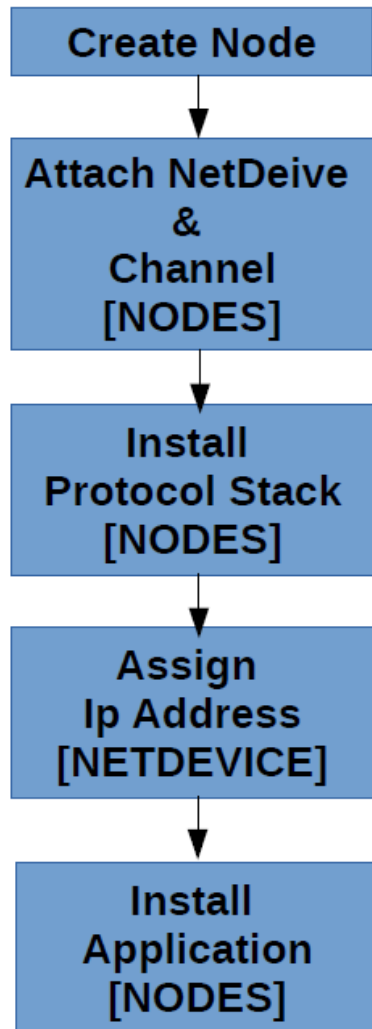 Create Node
Attach NetDeive
&
Channel
[NODES]
Install
Protocol Stack
[NODES]
Assign
Ip Address
[NETDEVICE]
Install
Application
[NODES]